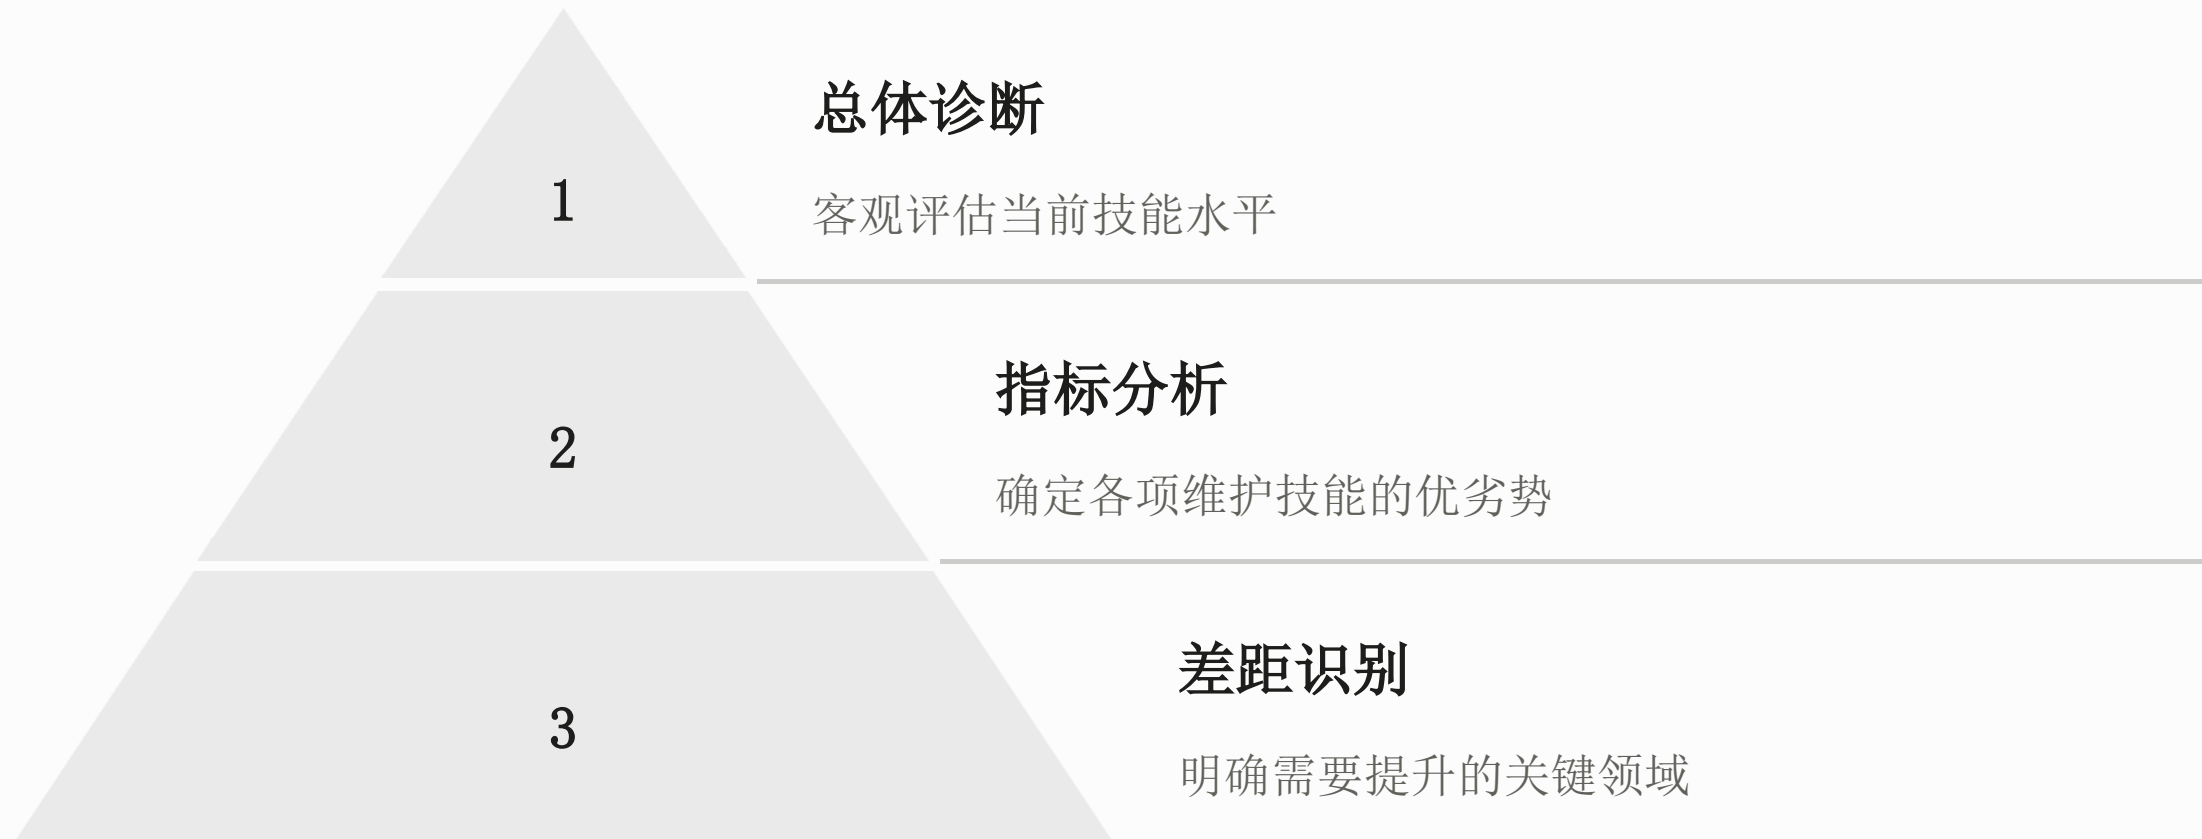 总体诊断
1
客观评估当前技能水平
指标分析
2
确定各项维护技能的优劣势
差距识别
3
明确需要提升的关键领域